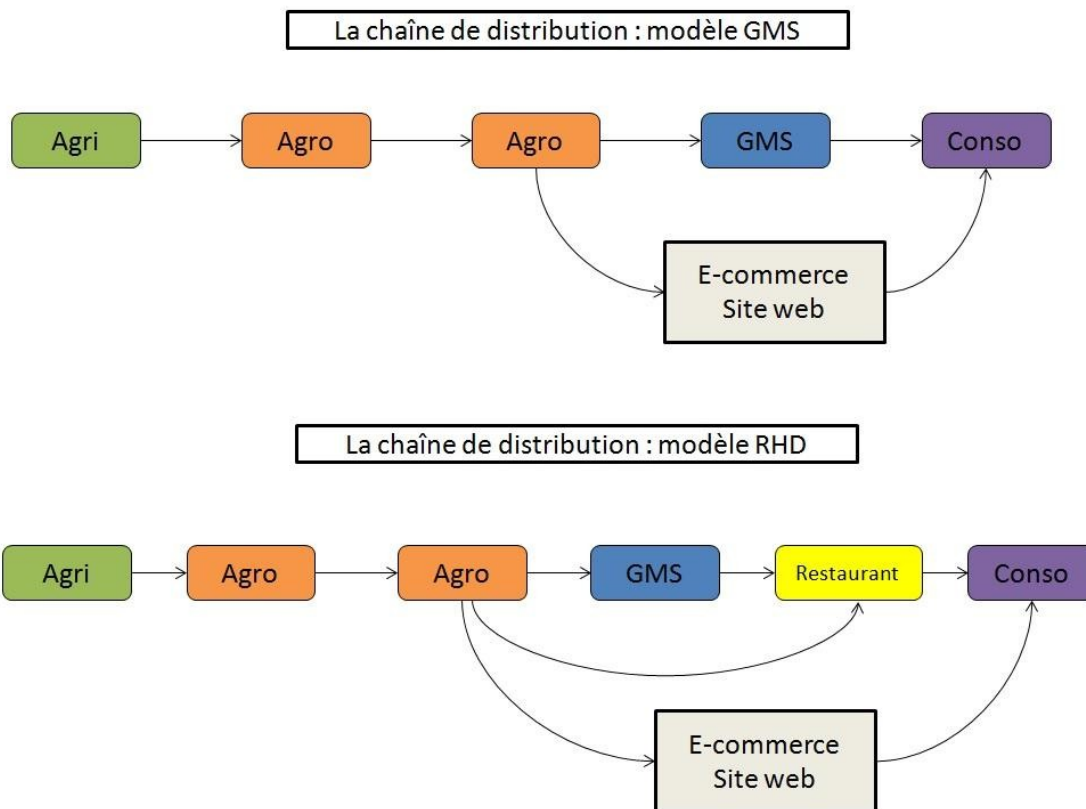 La chaîne de distribution : modèle GMS
Agri
Agro
Agro
GMS
Conso
E-commerce
Site web
La chaîne de distribution : modèle RHD
Agri
Agro
Agro
GMS
Restaurant
Conso
E-commerce
Site web